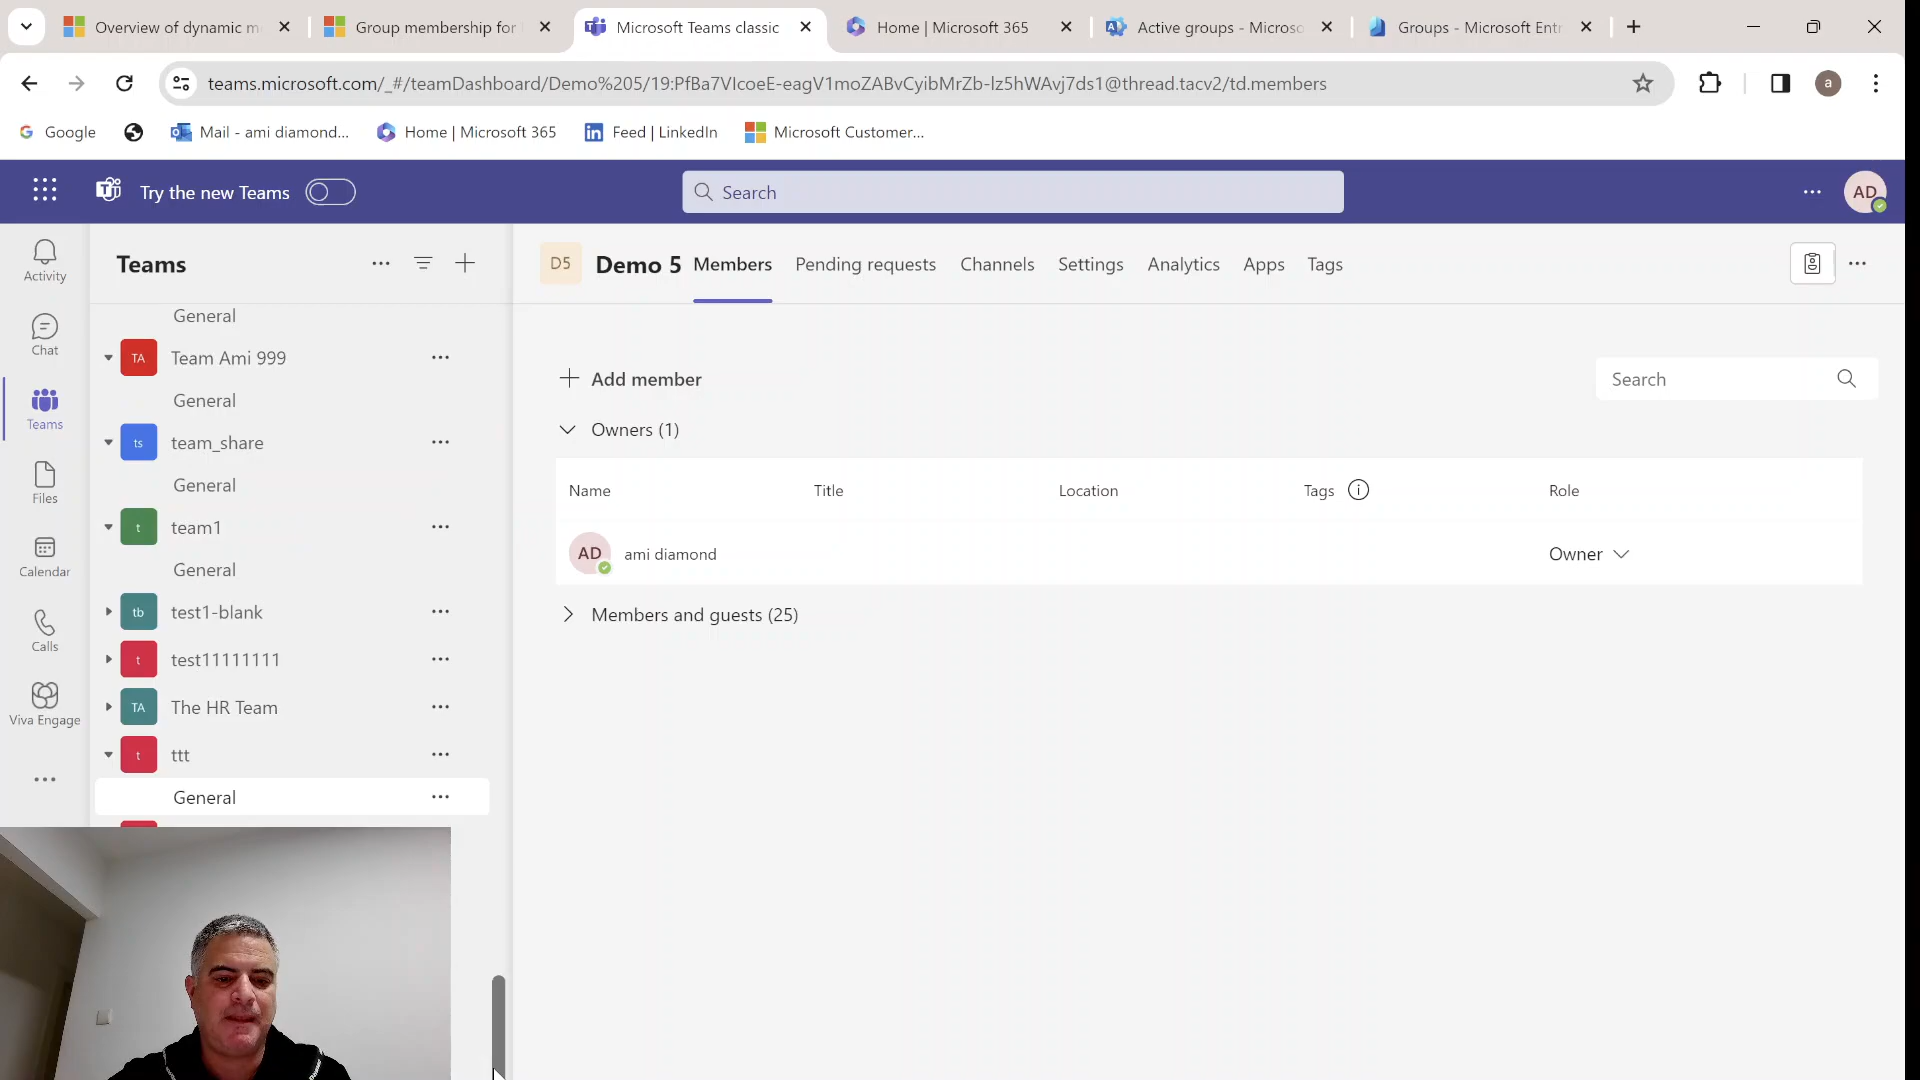 Overview of dynamic m
Group membership for
Microsoft Teams classic
Home | Microsoft 365
Active groups - Microso
Groups - Microsoft Entr
teams.microsoft.com/_#/teamDashboard/Demo%205/19:PfBa7VIcoeE-eagV1moZABvCyibMrZb-lz5hWAvj7ds1@thread.tacv2/td.members
a
Google
Mail - ami diamond...
Home | Microsoft 365
Feed | LinkedIn
Microsoft Customer...
Try the new Teams
Search
AD
Activity
Chat
Teams
Files
Calendar
Calls
Viva Engage
Teams
General
TA Team Ami 999
General
ts team_share
General
t team1
General
tb test1-blank
t test11111111
TA The HR Team
t ttt
General
D5 Demo 5
Members
Pending requests
Channels
Settings
Analytics
Apps
Tags
Add member
Search
Owners (1)
Name Title Location Tags Role
AD ami diamond Owner
Members and guests (25)